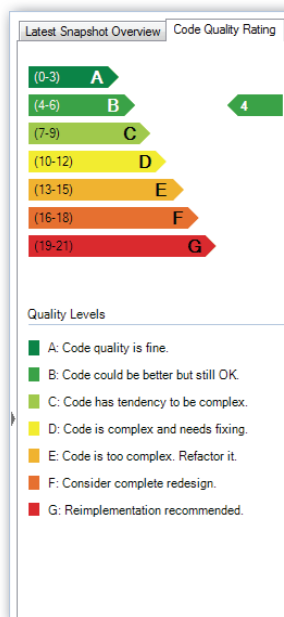 Latest Snapshot Overview Code Quality Rating
(0-3) A
(4-6) B 4
(7-9) C
(10-12) D
(13-15) E
(16-18) F
(19-21) G
Quality Levels
A: Code quality is fine.
B: Code could be better but still OK.
C: Code has tendency to be complex.
D: Code is complex and needs fixing.
E: Code is too complex. Refactor it.
F: Consider complete redesign.
G: Reimplementation recommended.